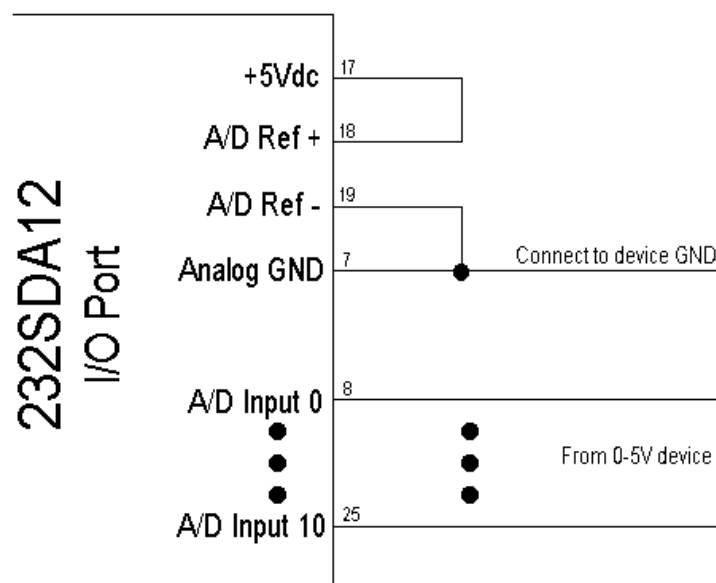 232SDA12
I/O Port
+5Vdc 17
A/D Ref + 18
A/D Ref - 19
Analog GND 7 Connect to device GND
A/D Input 0 8
From 0-5V device
A/D Input 10 25